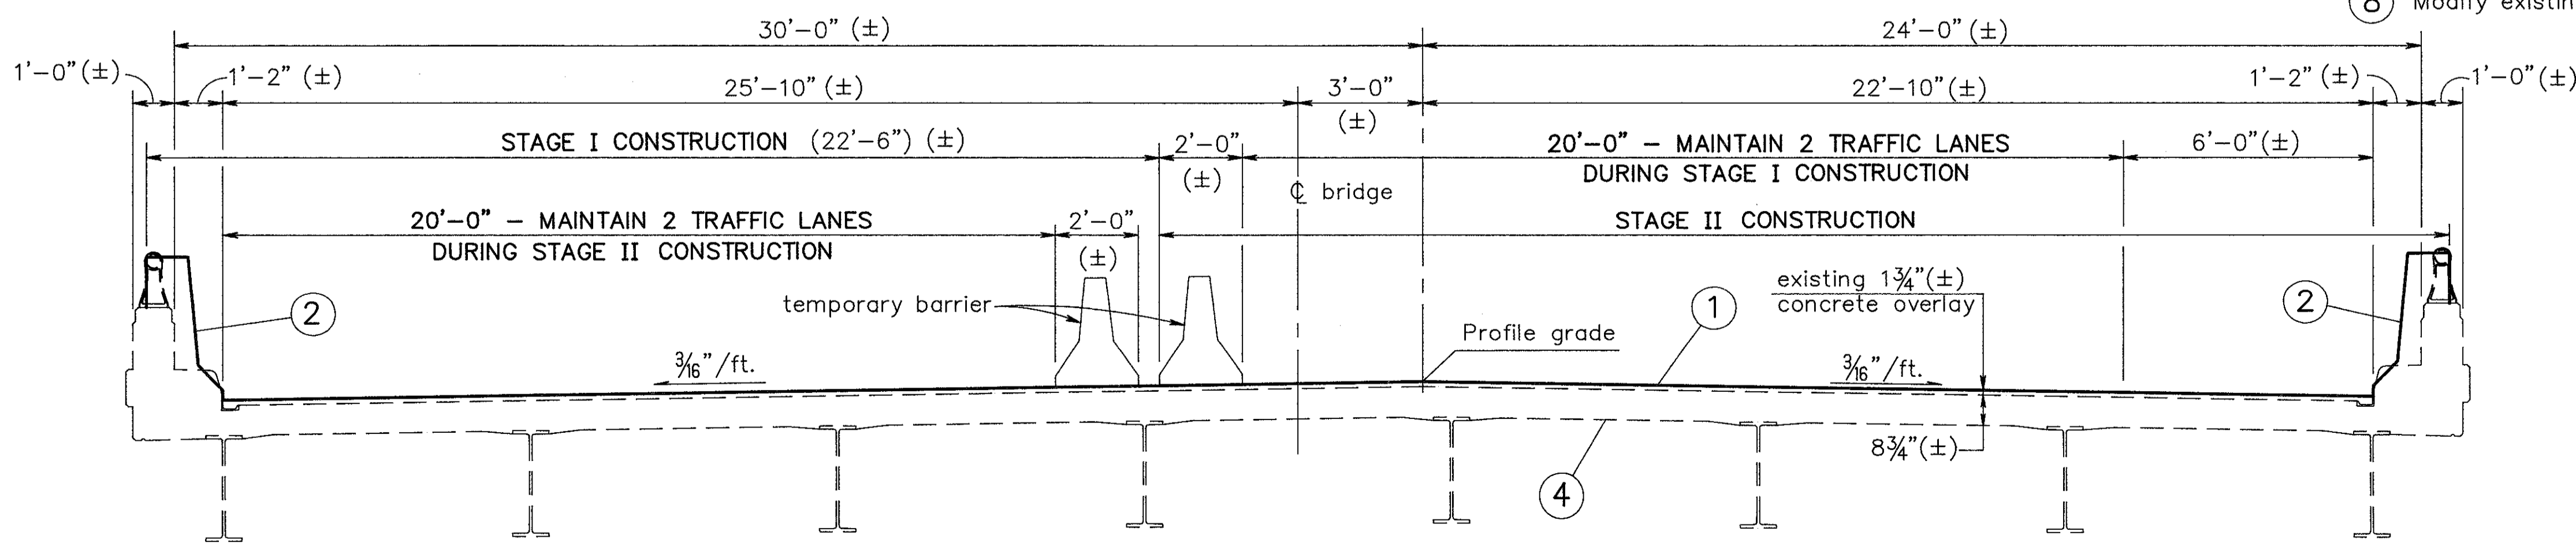 8 Modify existin
30'-0" (±) 24'-0" (±)
1'-0" (±) 1'-2" (±) 25'-10" (±) 3'-0" (±) 22'-10" (±) 1'-2" (±) 1'-0" (±)
STAGE I CONSTRUCTION (22'-6") (±) 2'-0" (±) 20'-0" – MAINTAIN 2 TRAFFIC LANES 6'-0" (±)
DURING STAGE I CONSTRUCTION
℄ bridge
20'-0" – MAINTAIN 2 TRAFFIC LANES 2'-0" (±) STAGE II CONSTRUCTION
DURING STAGE II CONSTRUCTION
existing 1¾"(±)
concrete overlay
2 temporary barrier 1 2
Profile grade
3/16"/ft. 3/16"/ft.
8¾"(±)
4